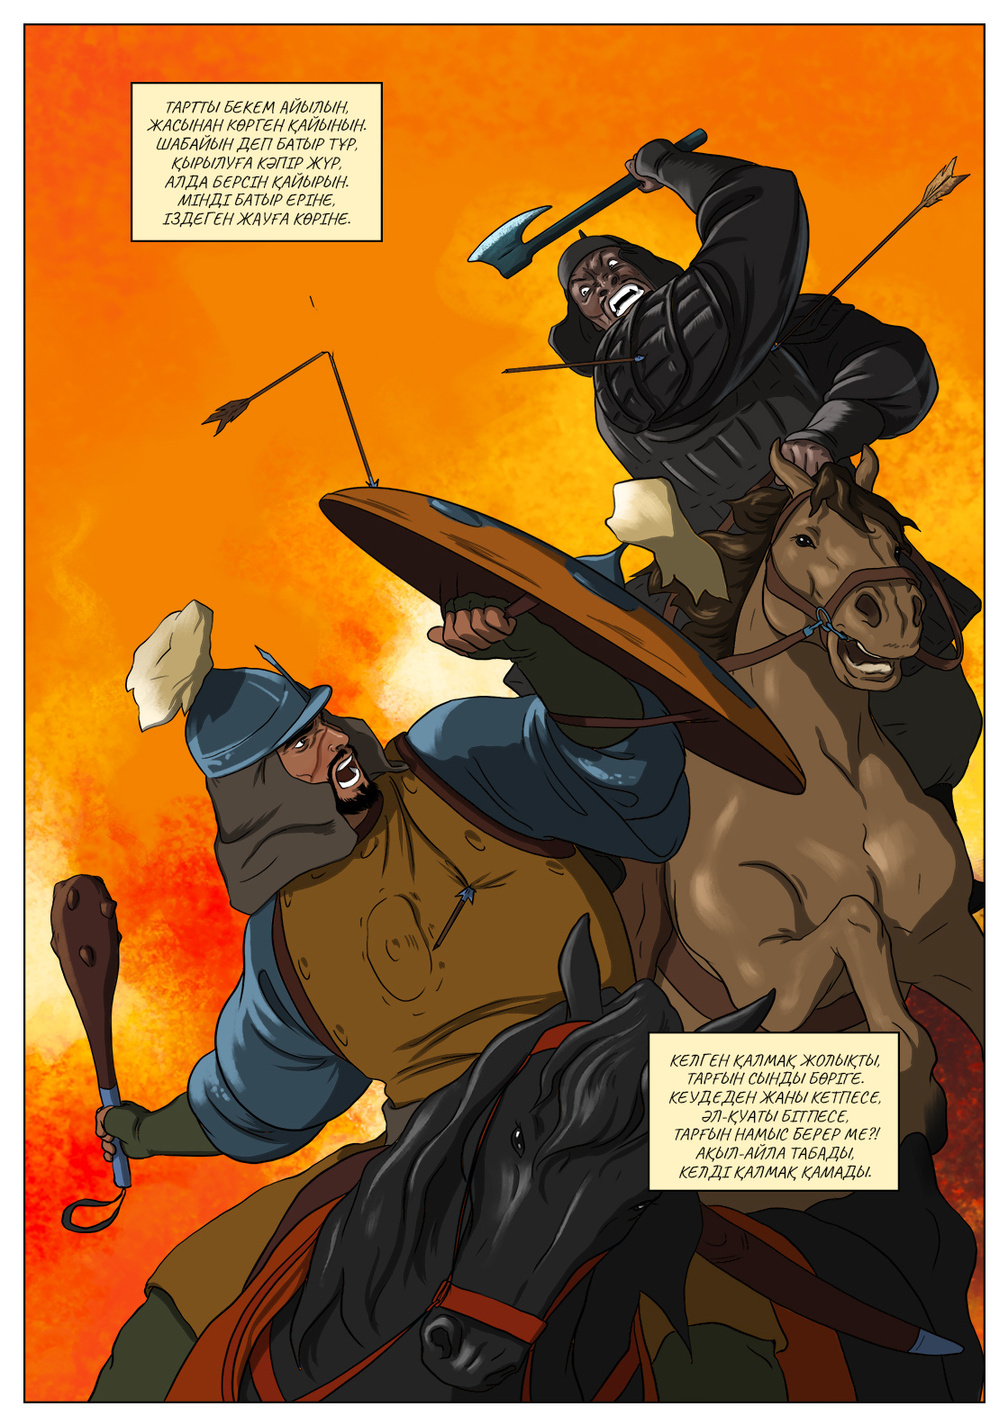 ТАРТТЫ БЕКЕМ АЙЫЛЫН,
ЖАСЫНАН КӨРГЕН ҚАЙЫНЫН.
ШАБАЙЫН ДЕП БАТЫР ТҰР,
ҚЫРЫЛУҒА КӘПІР ЖҮР,
АЛДА БЕРСІН ҚАЙЫРЫН.
МІНДІ БАТЫР ЕРІНЕ,
ІЗДЕГЕН ЖАУҒА КӨРІНЕ.
КЕЛГЕН ҚАЛМАҚ ЖОЛЫҚТЫ,
ТАРҒЫН СЫНДЫ БӨРІГЕ.
КЕУДЕДЕН ЖАНЫ КЕТПЕСЕ,
ӘЛ-ҚУАТЫ БІТПЕСЕ,
ТАРҒЫН НАМЫС БЕРЕР МЕ?!
АҚЫЛ-АЙЛА ТАБАДЫ,
КЕЛДІ ҚАЛМАҚ ҚАМАДЫ.